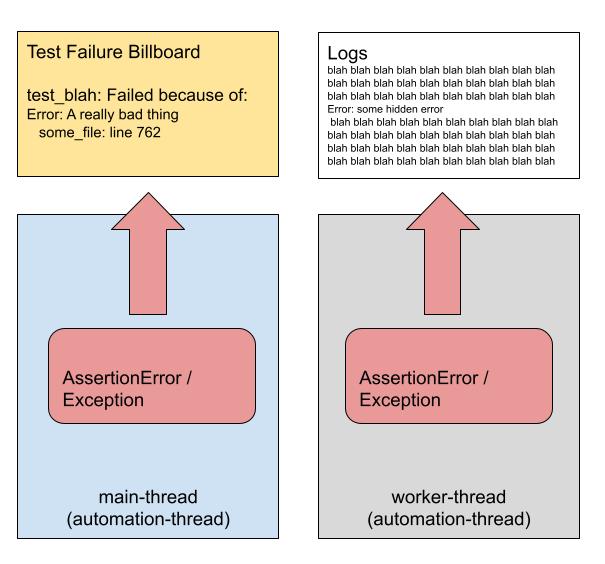 Test Failure Billboard
test_blah: Failed because of:
Error: A really bad thing
some_file: line 762
Logs
blah blah blah blah blah blah blah blah blah blah
blah blah blah blah blah blah blah blah blah blah
blah blah blah blah blah blah blah blah blah blah
Error: some hidden error
blah blah blah blah blah blah blah blah blah blah
blah blah blah blah blah blah blah blah blah blah
blah blah blah blah blah blah blah blah blah blah
blah blah blah blah blah blah blah blah blah blah
AssertionError /
Exception
main-thread
(automation-thread)
AssertionError /
Exception
worker-thread
(automation-thread)